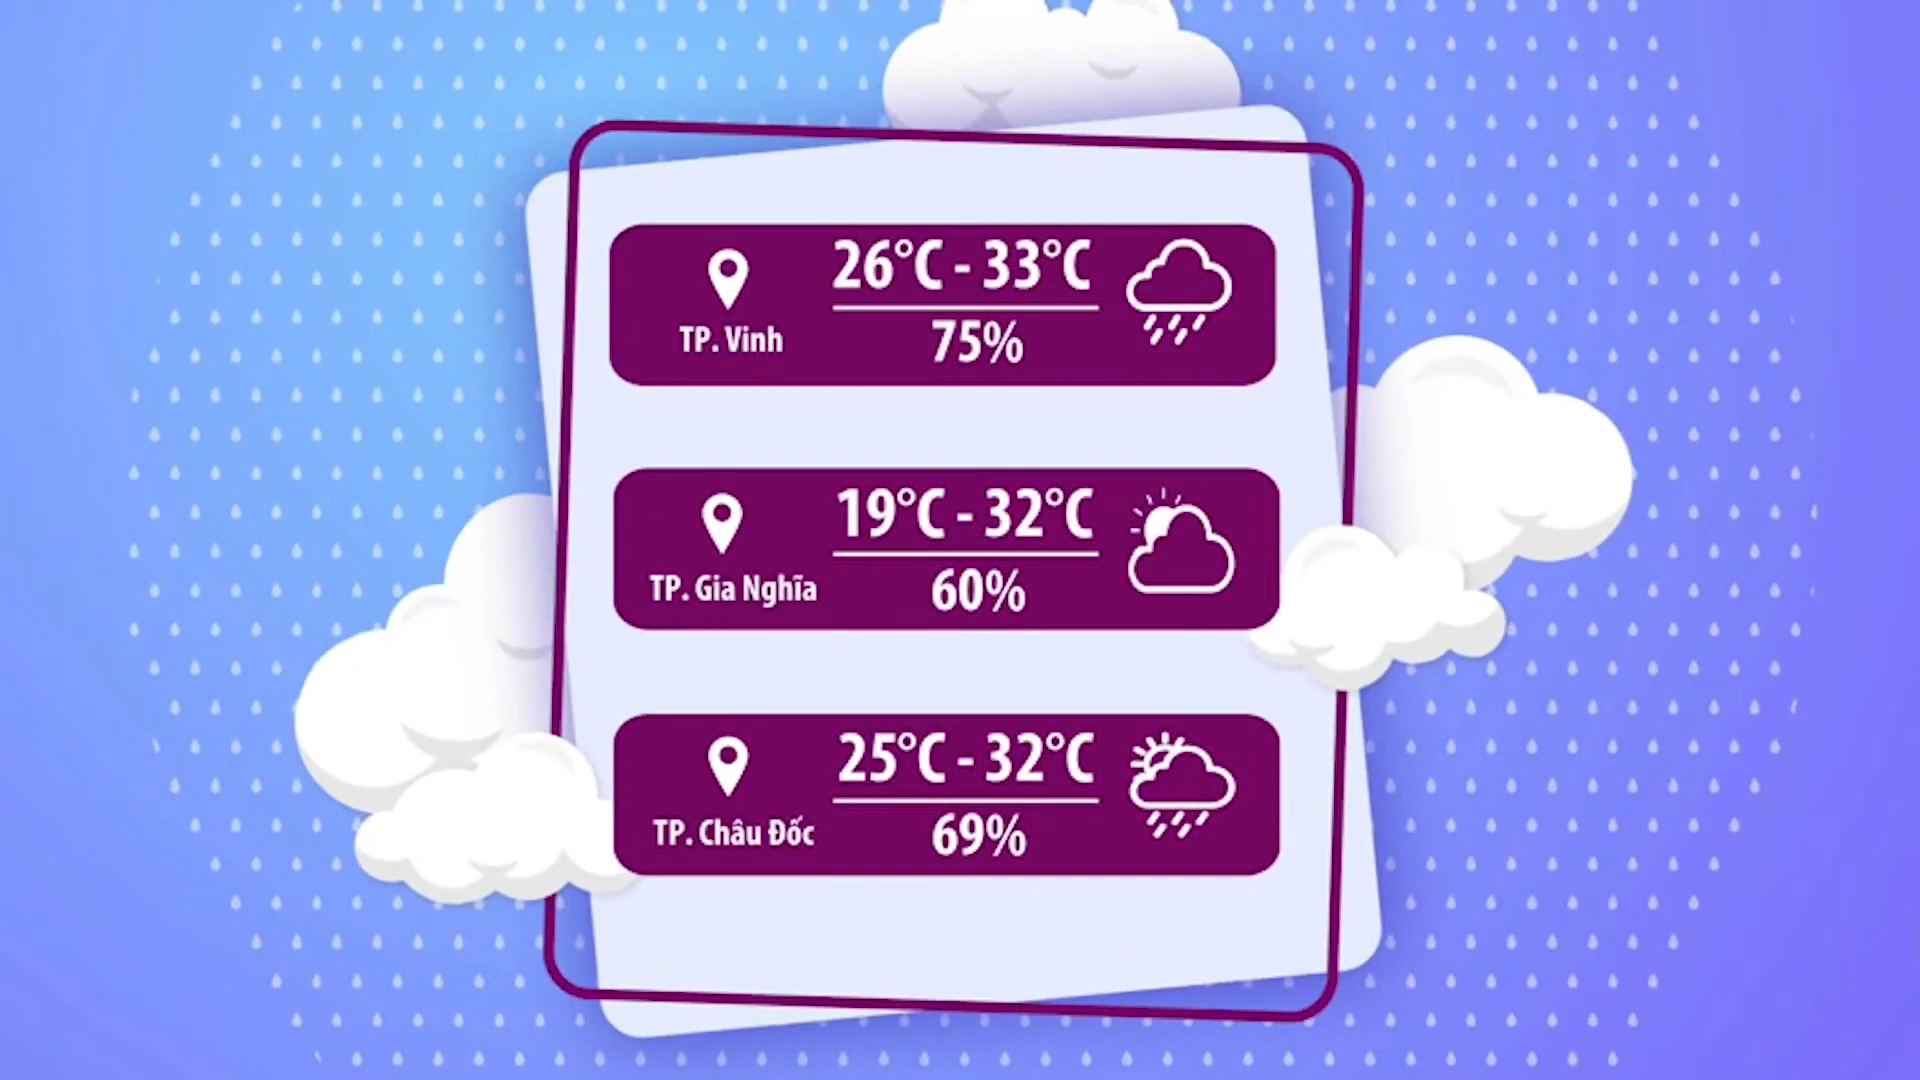 26°C - 33°C
TP. Vinh
75%
19°C - 32°C
TP. Gia Nghĩa
60%
25°C - 32°C
TP. Châu Đốc
69%